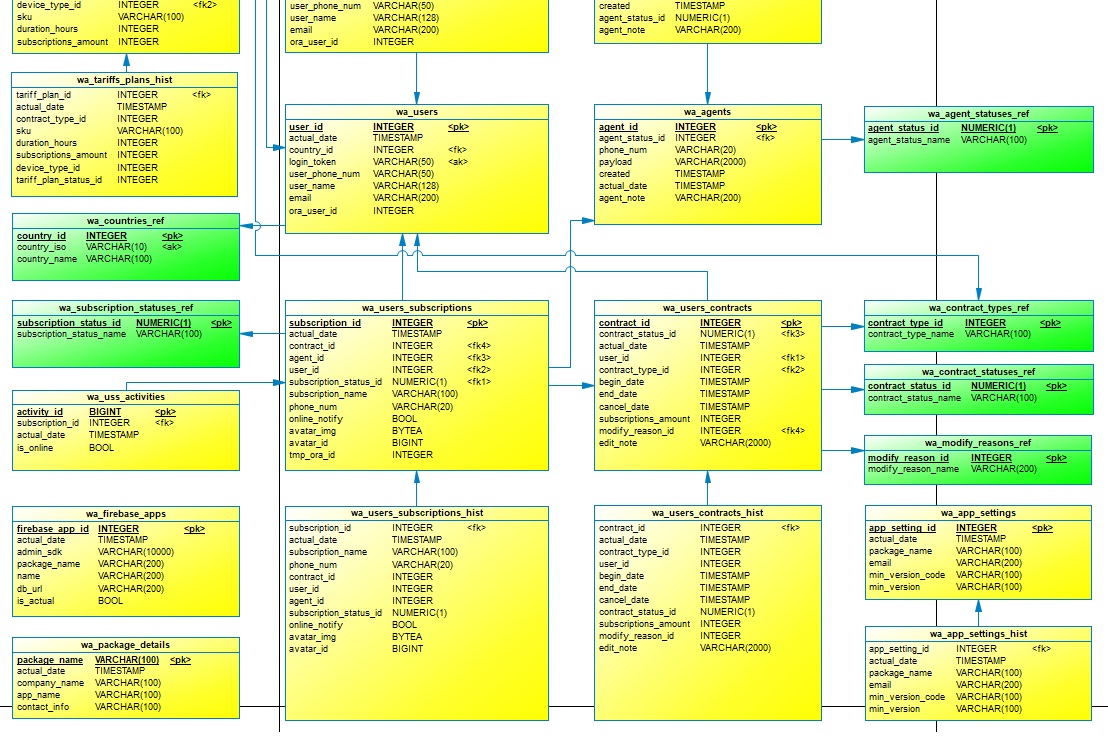 device_type_id INTEGER <fk2>
sku VARCHAR(100)
duration_hours INTEGER
subscriptions_amount INTEGER
user_phone_num VARCHAR(50)
user_name VARCHAR(128)
email VARCHAR(200)
ora_user_id INTEGER
created TIMESTAMP
agent_status_id NUMERIC(1)
agent_note VARCHAR(200)
wa_tariffs_plans_hist
tariff_plan_id INTEGER <fk>
actual_date TIMESTAMP
contract_type_id INTEGER
sku VARCHAR(100)
duration_hours INTEGER
subscriptions_amount INTEGER
device_type_id INTEGER
tariff_plan_status_id INTEGER
wa_users
user_id INTEGER <pk>
actual_date TIMESTAMP
country_id INTEGER <fk>
login_token VARCHAR(50) <ak>
user_phone_num VARCHAR(50)
user_name VARCHAR(128)
email VARCHAR(200)
ora_user_id INTEGER
wa_agents
agent_id INTEGER <pk>
agent_status_id INTEGER <fk>
phone_num VARCHAR(20)
payload VARCHAR(2000)
created TIMESTAMP
actual_date TIMESTAMP
agent_note VARCHAR(200)
wa_agent_statuses_ref
agent_status_id NUMERIC(1) <pk>
agent_status_name VARCHAR(100)
wa_countries_ref
country_id INTEGER <pk>
country_iso VARCHAR(10) <ak>
country_name VARCHAR(100)
wa_subscription_statuses_ref
subscription_status_id NUMERIC(1) <pk>
subscription_status_name VARCHAR(100)
wa_users_subscriptions
subscription_id INTEGER <pk>
actual_date TIMESTAMP
contract_id INTEGER <fk4>
agent_id INTEGER <fk3>
user_id INTEGER <fk2>
subscription_status_id NUMERIC(1) <fk1>
subscription_name VARCHAR(100)
phone_num VARCHAR(20)
online_notify BOOL
avatar_img BYTEA
avatar_id BIGINT
tmp_ora_id INTEGER
wa_users_contracts
contract_id INTEGER <pk>
contract_status_id NUMERIC(1) <fk3>
actual_date TIMESTAMP
user_id INTEGER <fk1>
contract_type_id INTEGER <fk2>
begin_date TIMESTAMP
end_date TIMESTAMP
cancel_date TIMESTAMP
subscriptions_amount INTEGER
modify_reason_id INTEGER <fk4>
edit_note VARCHAR(2000)
wa_contract_types_ref
contract_type_id INTEGER <pk>
contract_type_name VARCHAR(100)
wa_contract_statuses_ref
contract_status_id NUMERIC(1) <pk>
contract_status_name VARCHAR(100)
wa_modify_reasons_ref
modify_reason_id INTEGER <pk>
modify_reason_name VARCHAR(200)
wa_uss_activities
activity_id BIGINT <pk>
subscription_id INTEGER <fk>
actual_date TIMESTAMP
is_online BOOL
wa_firebase_apps
firebase_app_id INTEGER <pk>
actual_date TIMESTAMP
admin_sdk VARCHAR(10000)
package_name VARCHAR(200)
name VARCHAR(200)
db_url VARCHAR(200)
is_actual BOOL
wa_users_subscriptions_hist
subscription_id INTEGER <fk>
actual_date TIMESTAMP
subscription_name VARCHAR(100)
phone_num VARCHAR(20)
contract_id INTEGER
user_id INTEGER
agent_id INTEGER
subscription_status_id NUMERIC(1)
online_notify BOOL
avatar_img BYTEA
avatar_id BIGINT
wa_users_contracts_hist
contract_id INTEGER <fk>
actual_date TIMESTAMP
contract_type_id INTEGER
user_id INTEGER
begin_date TIMESTAMP
end_date TIMESTAMP
cancel_date TIMESTAMP
contract_status_id NUMERIC(1)
subscriptions_amount INTEGER
modify_reason_id INTEGER
edit_note VARCHAR(2000)
wa_app_settings
app_setting_id INTEGER <pk>
actual_date TIMESTAMP
package_name VARCHAR(100)
email VARCHAR(200)
min_version_code VARCHAR(100)
min_version VARCHAR(100)
wa_package_details
package_name VARCHAR(100) <pk>
actual_date TIMESTAMP
company_name VARCHAR(100)
app_name VARCHAR(100)
contact_info VARCHAR(100)
wa_app_settings_hist
app_setting_id INTEGER <fk>
actual_date TIMESTAMP
package_name VARCHAR(100)
email VARCHAR(200)
min_version_code VARCHAR(100)
min_version VARCHAR(100)